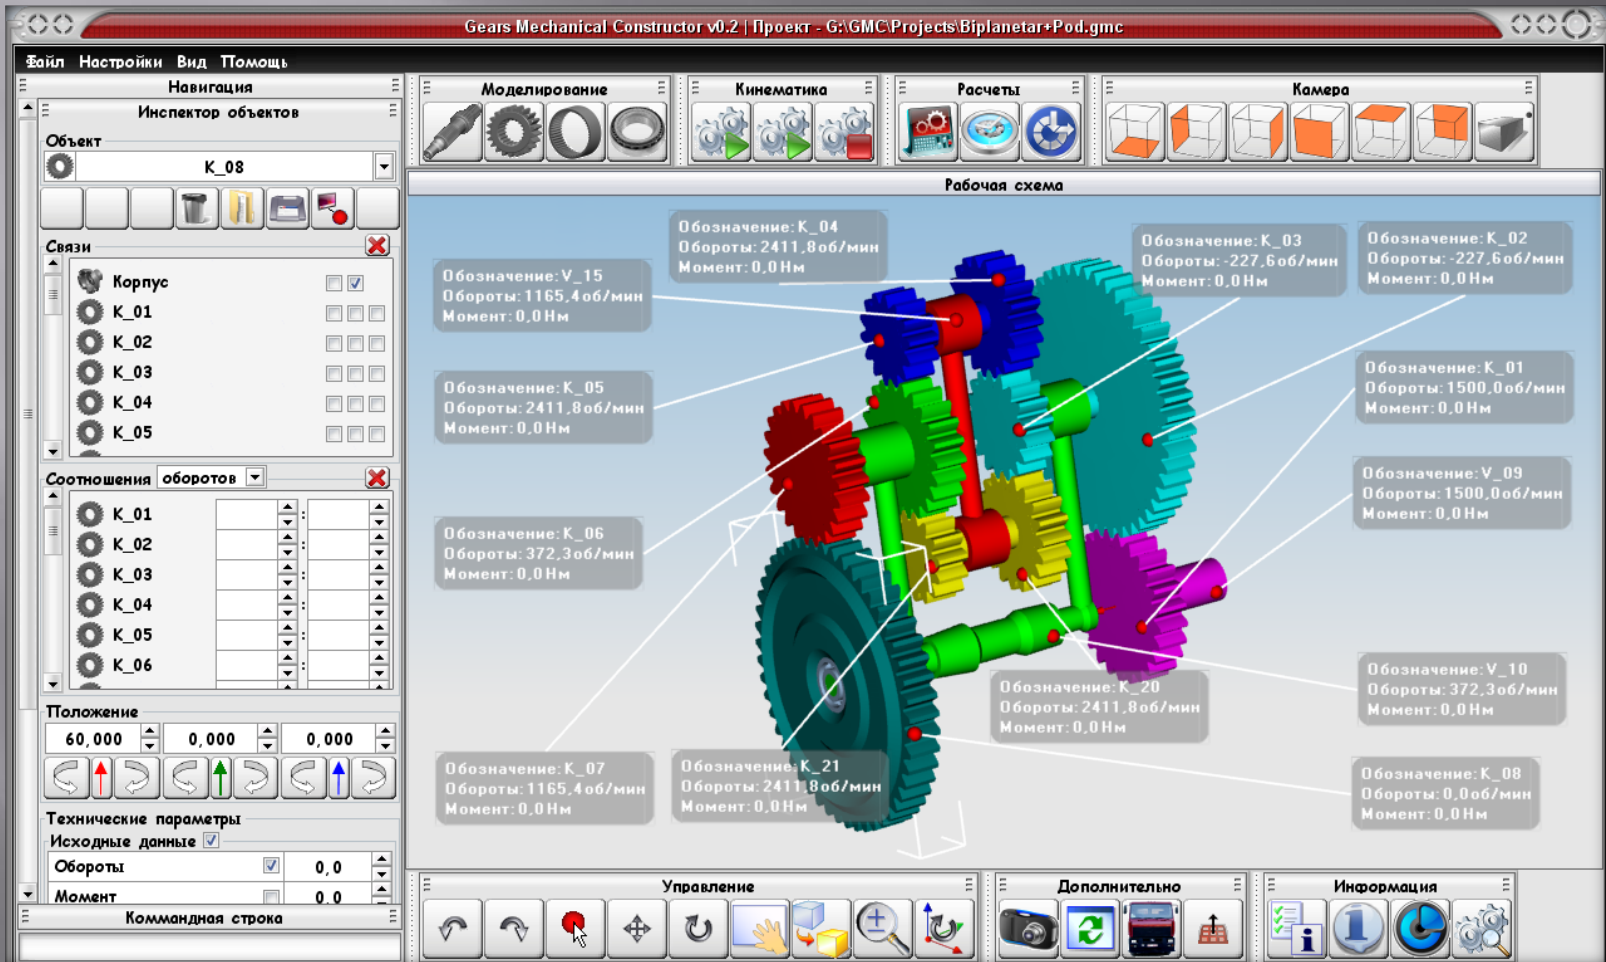 Gears Mechanical Constructor v0.2 | Проект - G:\GMC\Projects\Biplanetar+Pod.gmc
Файл Настройки Вид Помощь
Навигация
Инспектор объектов
Объект
K_08
Связи
Корпус
K_01
K_02
K_03
K_04
K_05
Соотношения оборотов
K_01 :
K_02 :
K_03 :
K_04 :
K_05 :
K_06 :
Положение
60,000 0,000 0,000
Технические параметры
Исходные данные
Обороты 0,0
Момент 0,0
Коммандная строка
Моделирование
Кинематика
Расчеты
Камера
Рабочая схема
Обозначение: K_04
Обороты: 2411,8об/мин
Момент: 0,0Нм
Обозначение: K_03
Обороты: -227,6об/мин
Момент: 0,0Нм
Обозначение: K_02
Обороты: -227,6об/мин
Момент: 0,0Нм
Обозначение: V_15
Обороты: 1165,4об/мин
Момент: 0,0Нм
Обозначение: K_05
Обороты: 2411,8об/мин
Момент: 0,0Нм
Обозначение: K_01
Обороты: 1500,0об/мин
Момент: 0,0Нм
Обозначение: V_09
Обороты: 1500,0об/мин
Момент: 0,0Нм
Обозначение: K_06
Обороты: 372,3об/мин
Момент: 0,0Нм
Обозначение: K_20
Обороты: 2411,8об/мин
Момент: 0,0Нм
Обозначение: V_10
Обороты: 372,3об/мин
Момент: 0,0Нм
Обозначение: K_07
Обороты: 1165,4об/мин
Момент: 0,0Нм
Обозначение: K_21
Обороты: 2411,8об/мин
Момент: 0,0Нм
Обозначение: K_08
Обороты: 0,0об/мин
Момент: 0,0Нм
Управление
Дополнительно
Информация